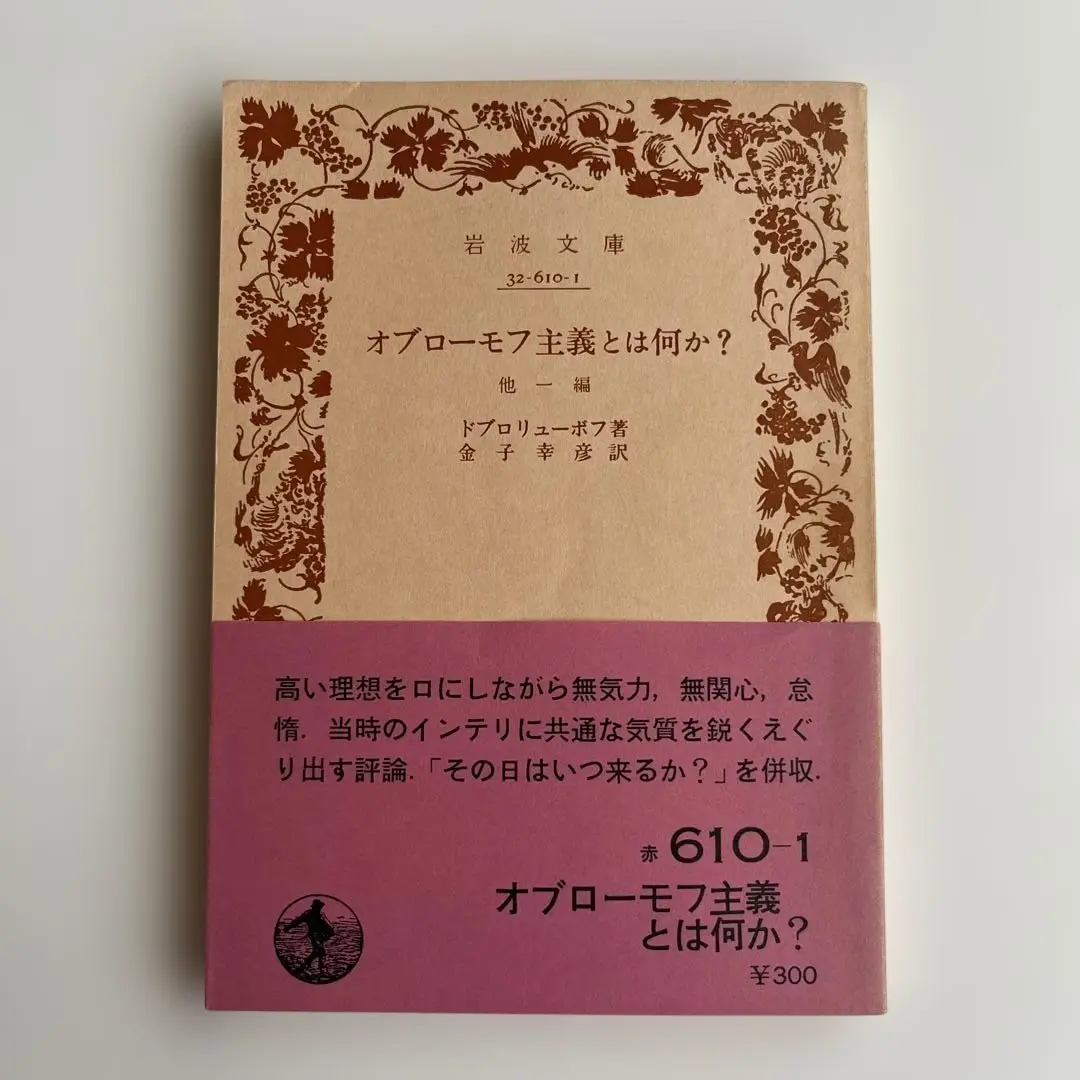 岩波文庫
32-610-1
オブローモフ主義とは何か?
他一編
ドブロリューボフ著
金子幸彦訳
高い理想を口にしながら無気力, 無関心, 怠
惰. 当時のインテリに共通な気質を鋭くえぐ
り出す評論.「その日はいつ来るか?」を併収.
赤 610-1
オブローモフ主義
とは何か?
¥300